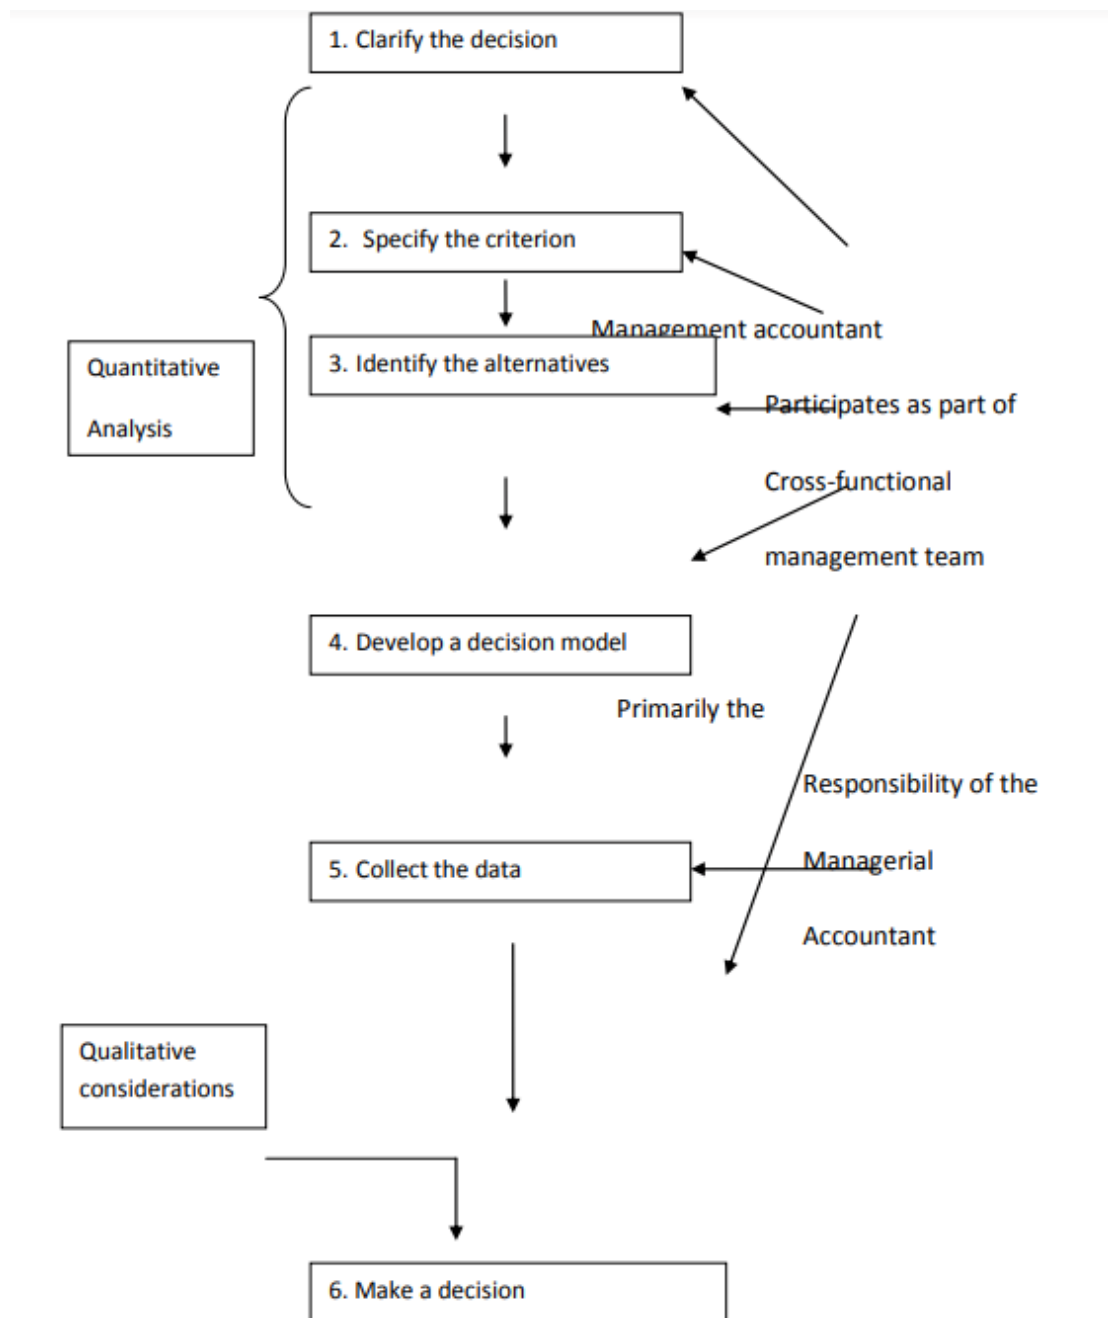 1. Clarify the decision
2. Specify the criterion
Management accountant
3. Identify the alternatives
Quantitative
Analysis
Participates as part of
Cross-functional
management team
4. Develop a decision model
Primarily the
Responsibility of the
Managerial
Accountant
5. Collect the data
Qualitative
considerations
6. Make a decision